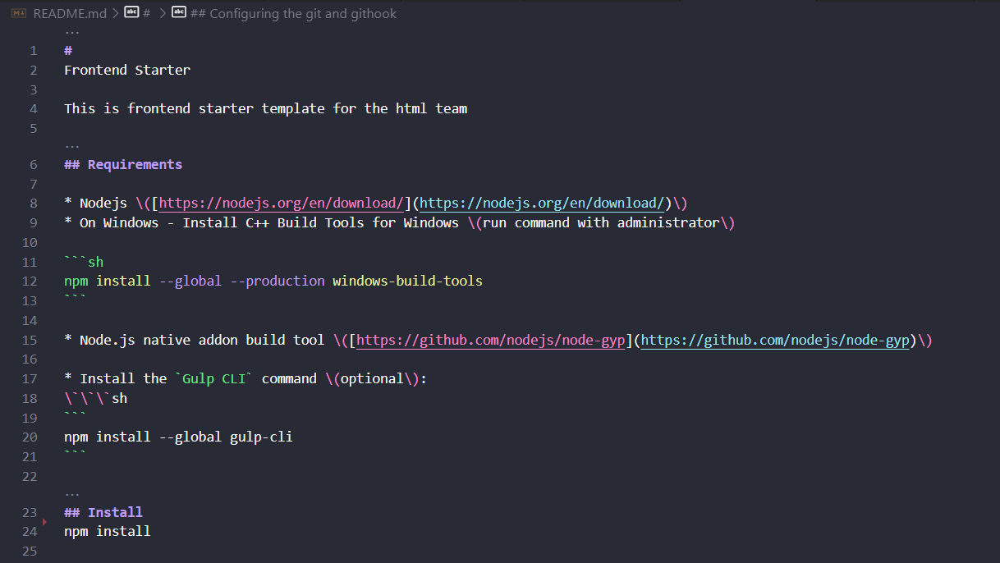 README.md > # > ## Configuring the git and githook
...
1 #
2 Frontend Starter
3
4 This is frontend starter template for the html team
5
...
6 ## Requirements
7
8 * Nodejs \([https://nodejs.org/en/download/](https://nodejs.org/en/download/)\)
9 * On Windows - Install C++ Build Tools for Windows \(run command with administrator\)
10
11 ```sh
12 npm install --global --production windows-build-tools
13 ```
14
15 * Node.js native addon build tool \([https://github.com/nodejs/node-gyp](https://github.com/nodejs/node-gyp)\)
16
17 * Install the `Gulp CLI` command \(optional\):
18 \`\`\`sh
19 ```
20 npm install --global gulp-cli
21 ```
22
...
23 ## Install
24 npm install
25